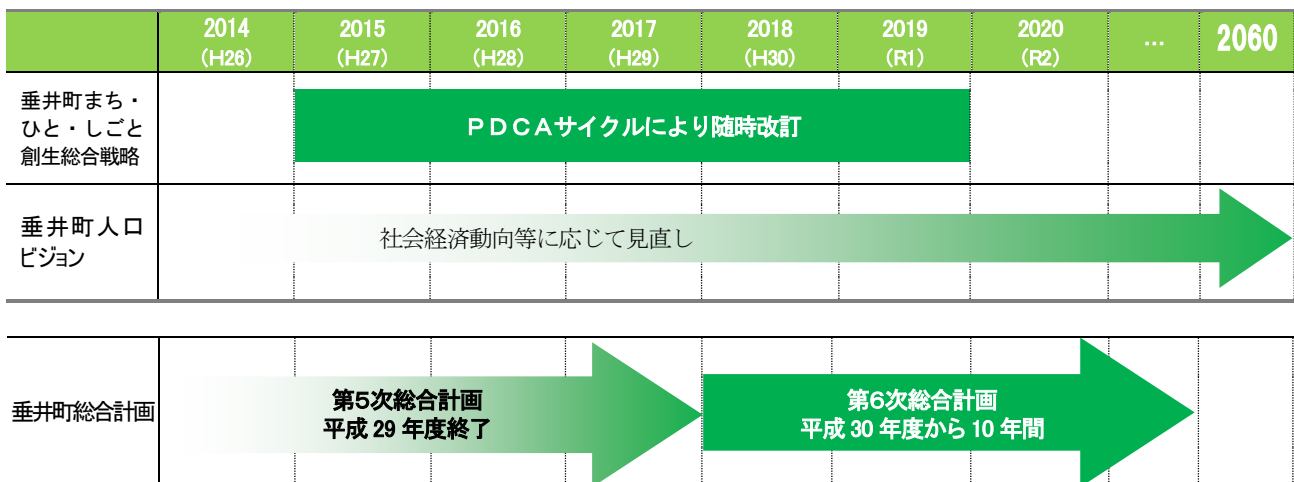 2014 2015 2016 2017 2018 2019 2020 … 2060
(H26) (H27) (H28) (H29) (H30) (R1) (R2)
垂井町まち・
ひと・しごと
創生総合戦略
PDCAサイクルにより随時改訂
垂井町人口
ビジョン
社会経済動向等に応じて見直し
垂井町総合計画
第5次総合計画
平成 29 年度終了
第6次総合計画
平成 30 年度から 10 年間